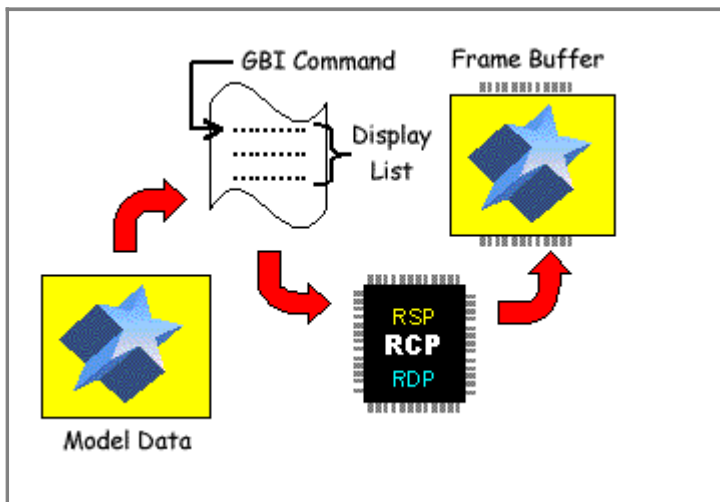 GBI Command
Frame Buffer
Display
List
RSP
RCP
RDP
Model Data